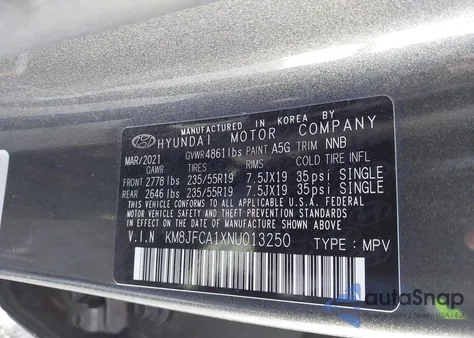 MANUFACTURED IN KOREA BY
HYUNDAI MOTOR COMPANY
MAR/2021 GVWR4861lbs PAINT A5G TRIM NNB
GAWR TIRES RIMS COLD TIRE INFL
FRONT 2778 lbs 235/55R19 7.5JX19 35psi SINGLE
REAR 2646 lbs 235/55R19 7.5JX19 35psi SINGLE
THIS VEHICLE CONFORMS TO ALL APPLICABLE U.S.A. FEDERAL
MOTOR VEHICLE SAFETY, BUMPER, AND THEFT PREVENTION
STANDARDS IN EFFECT ON THE DATE OF MANUFACTURE SHOWN ABOVE.
V.I.N KM8JFCA1XNU013250 TYPE : MPV
autoSnap